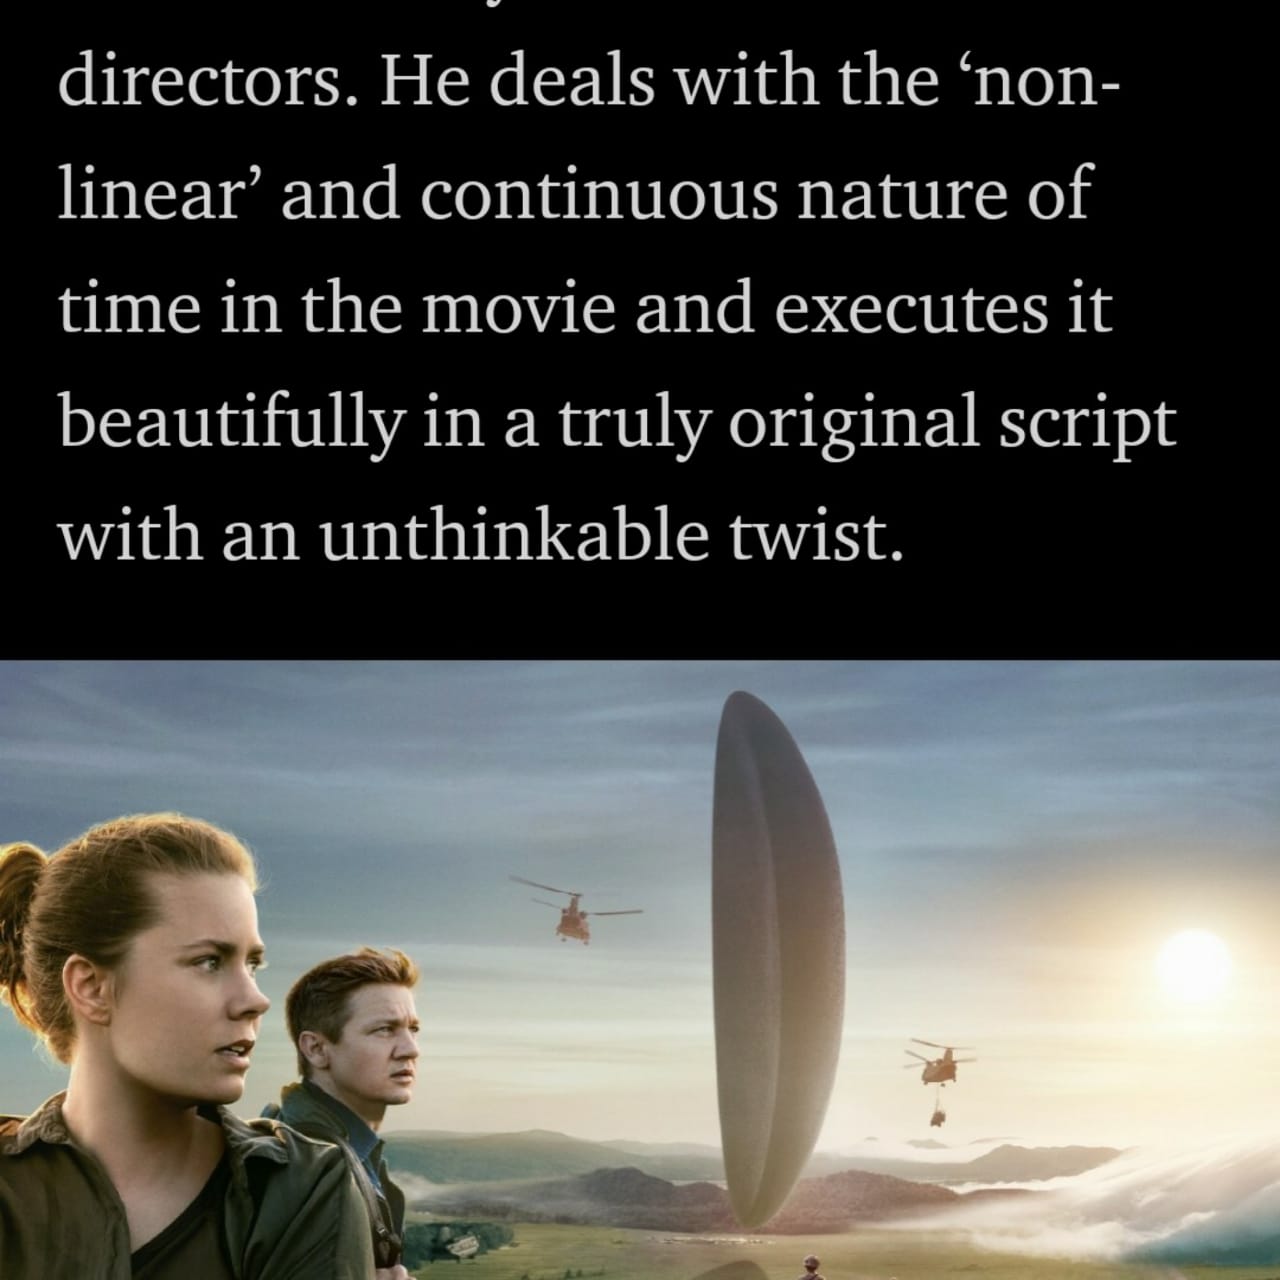 directors. He deals with the ‘non-
linear’ and continuous nature of
time in the movie and executes it
beautifully in a truly original script
with an unthinkable twist.